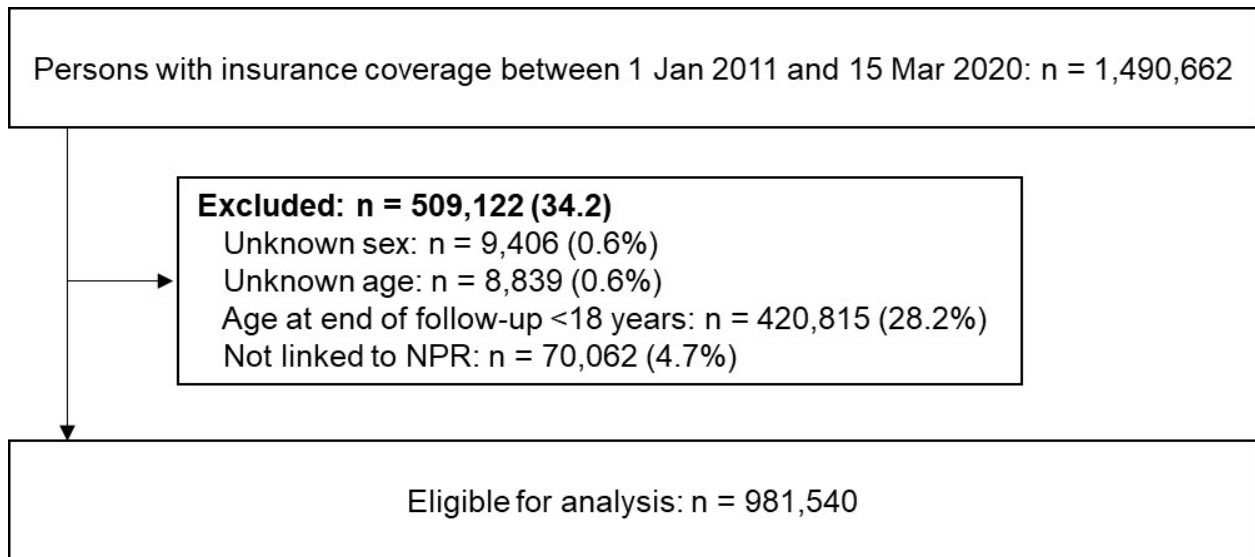 Persons with insurance coverage between 1 Jan 2011 and 15 Mar 2020: n = 1,490,662
Excluded: n = 509,122 (34.2)
Unknown sex: n = 9,406 (0.6%)
Unknown age: n = 8,839 (0.6%)
Age at end of follow-up <18 years: n = 420,815 (28.2%)
Not linked to NPR: n = 70,062 (4.7%)
Eligible for analysis: n = 981,540